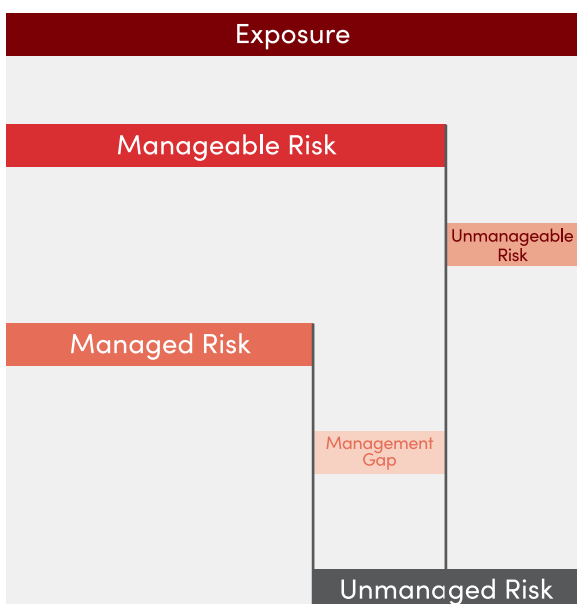 Exposure
Manageable Risk
Unmanageable
Risk
Managed Risk
Management
Gap
Unmanaged Risk